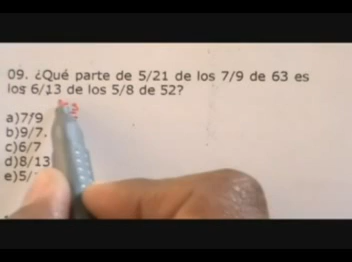 09. ¿Qué parte de 5/21 de los 7/9 de 63 es
los 6/13 de los 5/8 de 52?
a)7/9
b)9/7.
c)6/7
d)8/13
e)5/